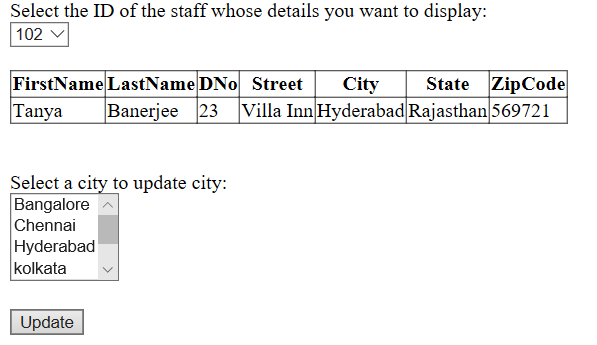 Select the ID of the staff whose details you want to display:
102
FirstName LastName DNo Street City State ZipCode
Tanya Banerjee 23 Villa Inn Hyderabad Rajasthan 569721
Select a city to update city:
Bangalore
Chennai
Hyderabad
kolkata
Update